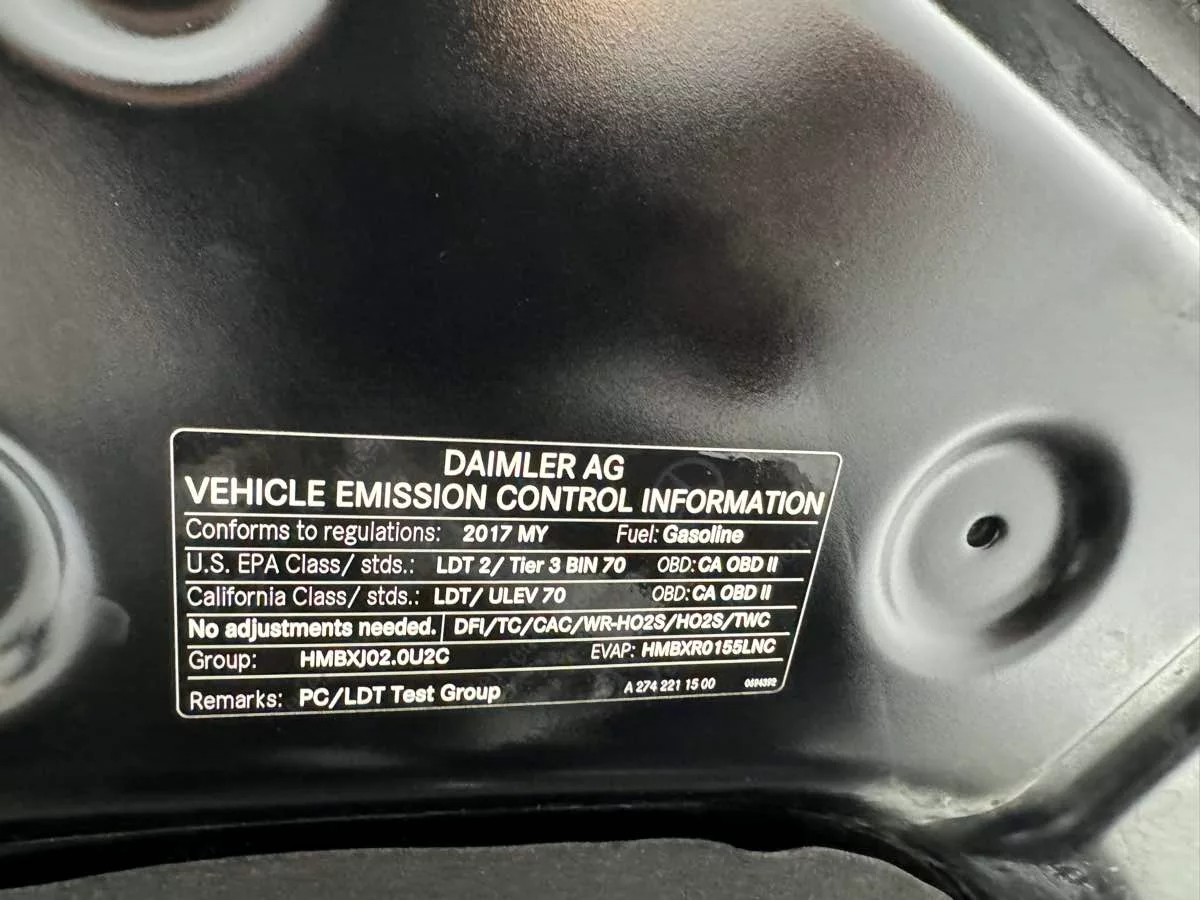 DAIMLER AG
VEHICLE EMISSION CONTROL INFORMATION
Conforms to regulations: 2017 MY Fuel: Gasoline
U.S. EPA Class/ stds.: LDT 2/ Tier 3 BIN 70 OBD: CA OBD II
California Class/ stds.: LDT/ ULEV 70 OBD: CA OBD II
No adjustments needed. DFI/TC/CAC/WR-HO2S/HO2S/TWC
Group: HMBXJ02.0U2C EVAP: HMBXR0155LNC
Remarks: PC/LDT Test Group A 274 221 15 00